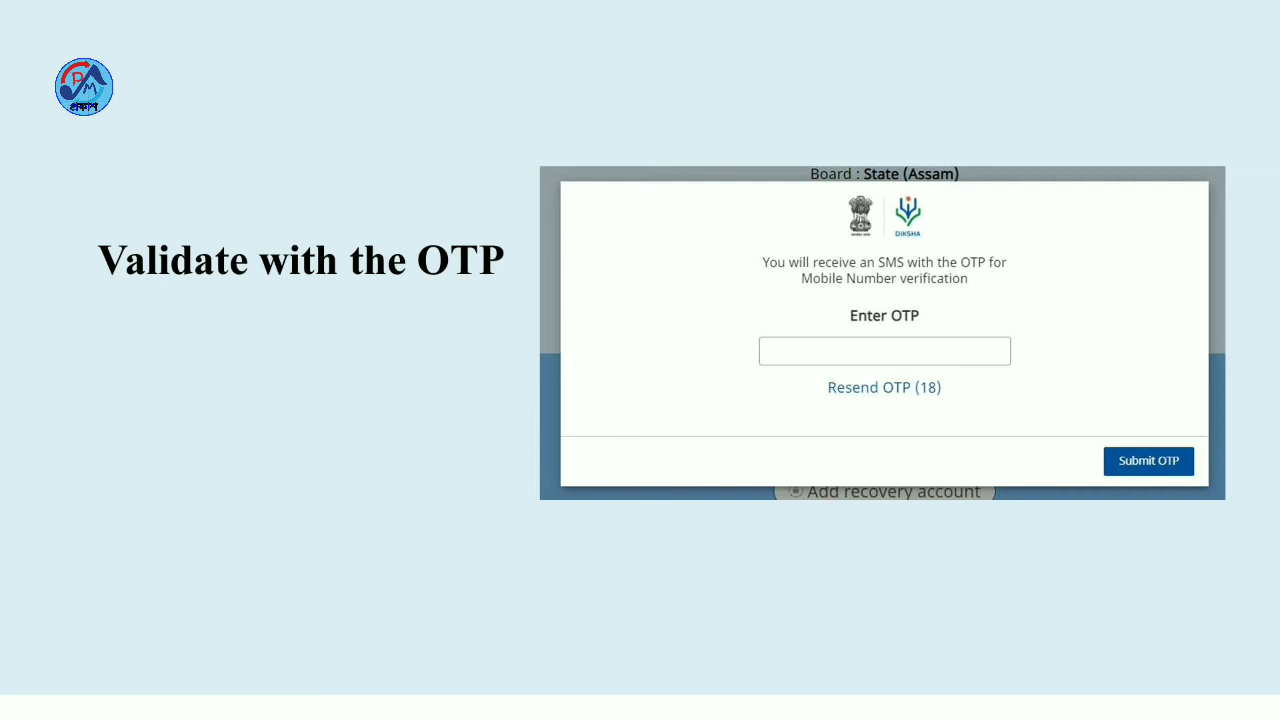 P
M
প্ৰকাশ
Validate with the OTP
Board : State (Assam)
DIKSHA
You will receive an SMS with the OTP for
Mobile Number verification
Enter OTP
Resend OTP (18)
Submit OTP
Add recovery account